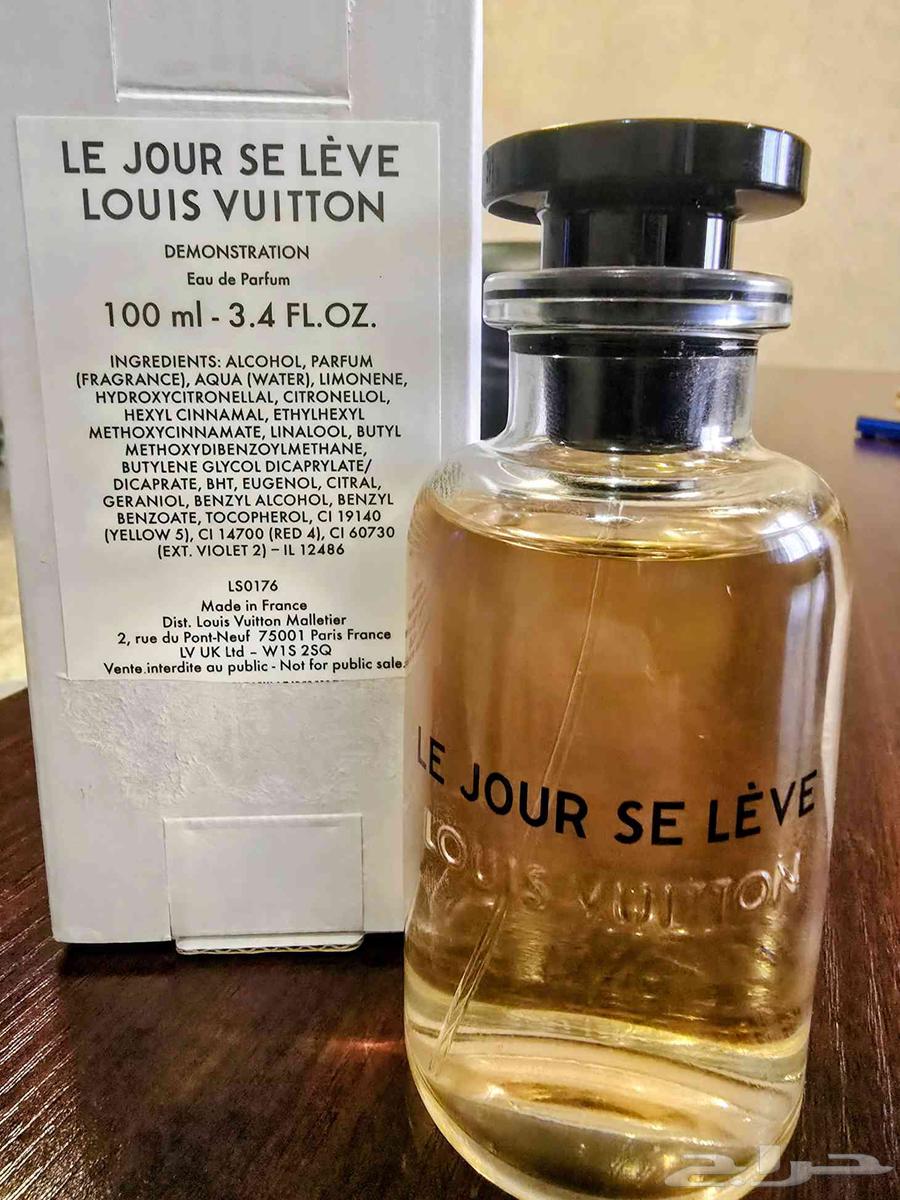 LE JOUR SE LÈVE
LOUIS VUITTON
DEMONSTRATION
Eau de Parfum
100 ml - 3.4 FL.OZ.
INGREDIENTS: ALCOHOL, PARFUM
(FRAGRANCE), AQUA (WATER), LIMONENE,
HYDROXYCITRONELLAL, CITRONELLOL,
HEXYL CINNAMAL, ETHYLHEXYL
METHOXYCINNAMATE, LINALOOL, BUTYL
METHOXYDIBENZOYLMETHANE,
BUTYLENE GLYCOL DICAPRYLATE/
DICAPRATE, BHT, EUGENOL, CITRAL,
GERANIOL, BENZYL ALCOHOL, BENZYL
BENZOATE, TOCOPHEROL, CI 19140
(YELLOW 5), CI 14700 (RED 4), CI 60730
(EXT. VIOLET 2) – IL 12486
LS0176
Made in France
Dist. Louis Vuitton Malletier
2, rue du Pont-Neuf 75001 Paris France
LV UK Ltd – W1S 2SQ
Vente interdite au public - Not for public sale.
LE JOUR SE LÈVE
LOUIS VUITTON
حراج